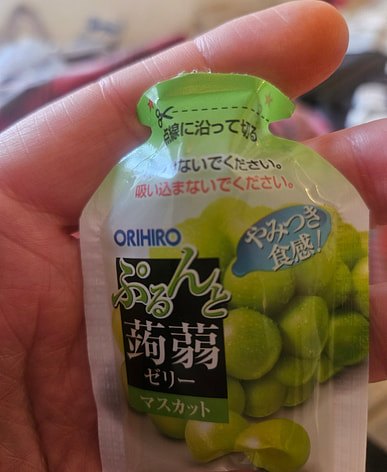 線に沿って切る
ないでください。
吸い込まないでください。
ORIHIRO
やみつき
食感!
ぷるんと
蒟蒻
ゼリー
マスカット